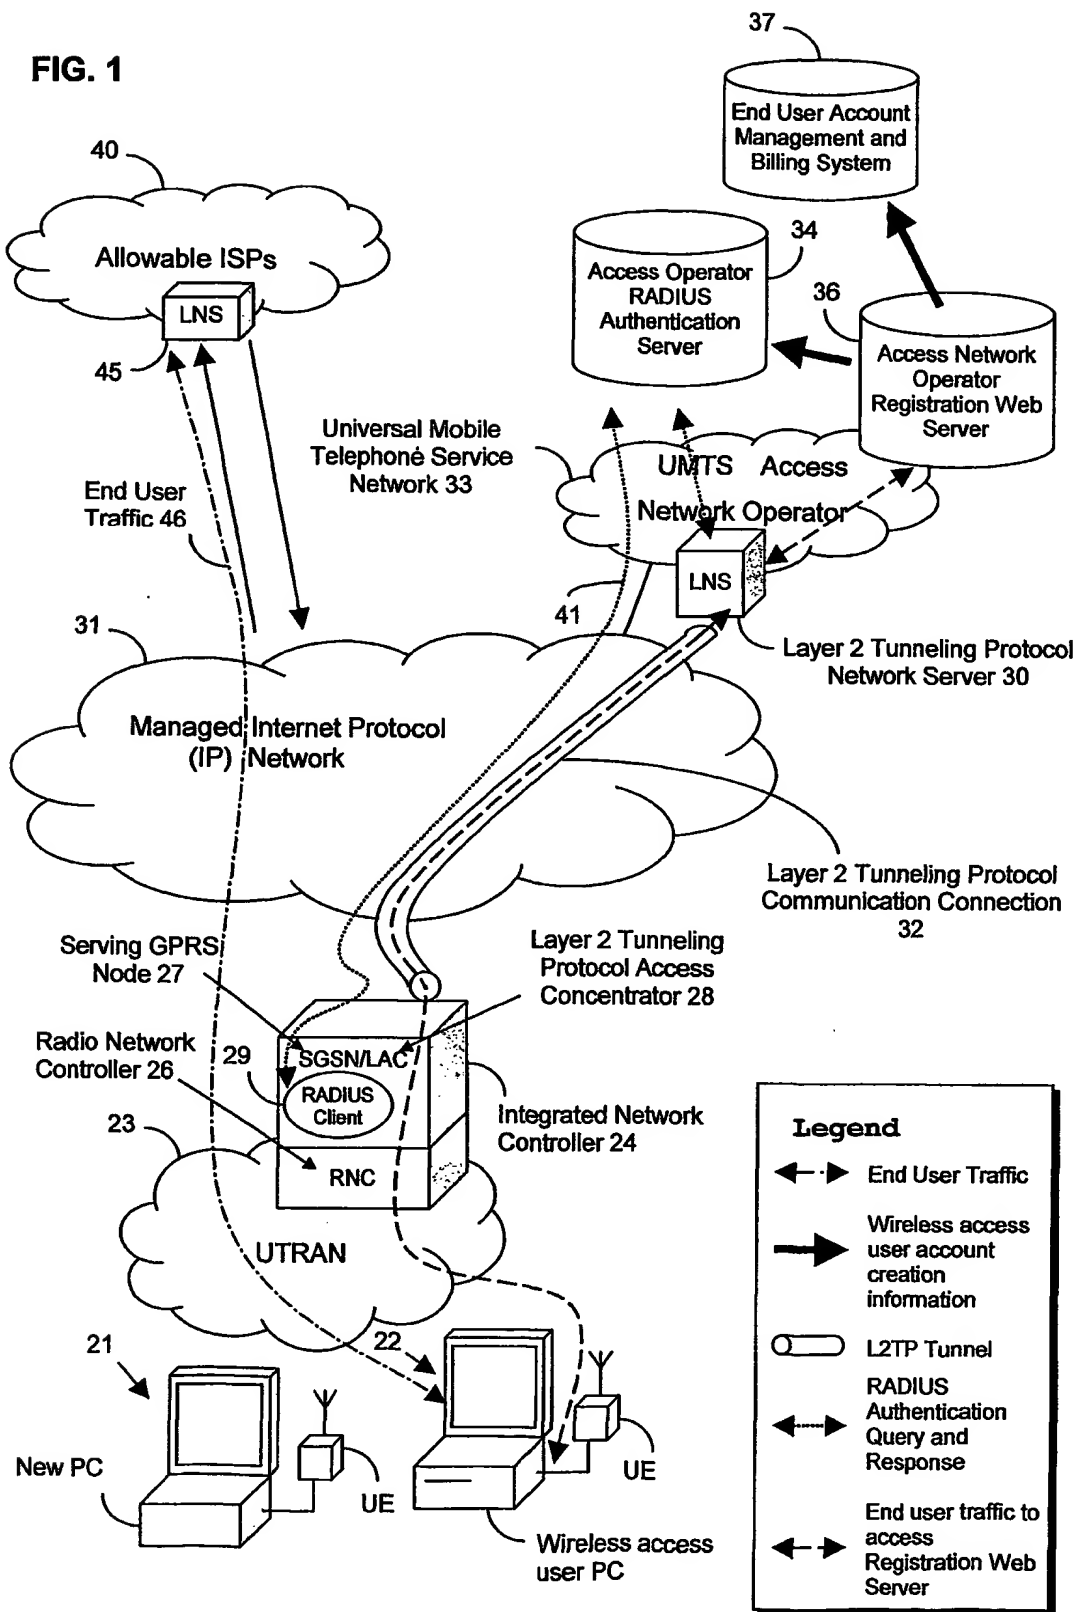 FIG. 1
37
End User Account
Management and
Billing System
40
Allowable ISPs
LNS
45
34
Access Operator
RADIUS
Authentication
Server
36
Access Network
Operator
Registration Web
Server
Universal Mobile
Telephone Service
Network 33
UMTS Access
Network Operator
End User
Traffic 46
LNS
41
31
Layer 2 Tunneling Protocol
Network Server 30
Managed Internet Protocol
(IP) Network
Layer 2 Tunneling Protocol
Communication Connection
32
Serving GPRS
Node 27
Layer 2 Tunneling
Protocol Access
Concentrator 28
Radio Network
Controller 26
29
SGSN/LAC
RADIUS
Client
23
Integrated Network
Controller 24
RNC
UTRAN
21
22
New PC
UE
UE
Wireless access
user PC
Legend
End User Traffic
Wireless access
user account
creation
information
L2TP Tunnel
RADIUS
Authentication
Query and
Response
End user traffic to
access
Registration Web
Server